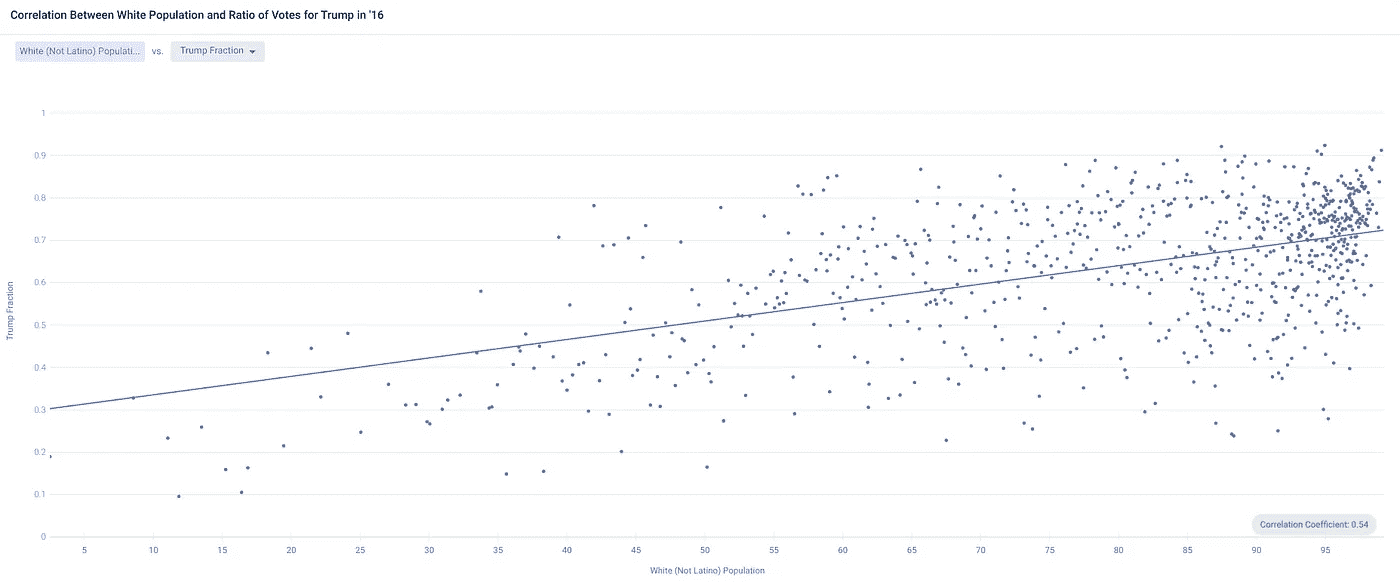 Correlation Between White Population and Ratio of Votes for Trump in '16
White (Not Latino) Populati... vs. Trump Fraction
1
0.9
0.8
0.7
0.6
0.5
0.4
0.3
0.2
0.1
0
Trump Fraction
Correlation Coefficient: 0.54
5 10 15 20 25 30 35 40 45 50 55 60 65 70 75 80 85 90 95
White (Not Latino) Population